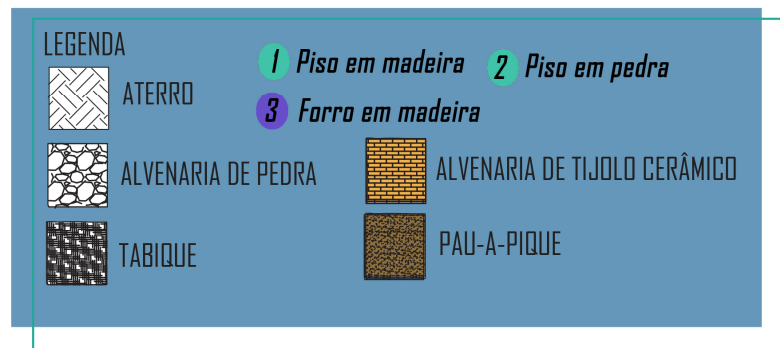 LEGENDA
1 Piso em madeira 2 Piso em pedra
ATERRO
3 Forro em madeira
ALVENARIA DE PEDRA ALVENARIA DE TIJOLO CERÂMICO
TABIQUE PAU-A-PIQUE